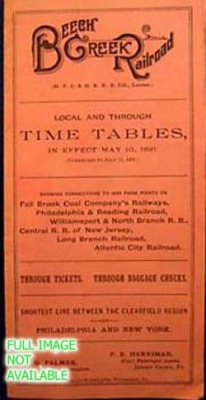 BEECH
CREEK
Railroad
(N. Y. C. & H. R. R. R. CO., Lessee.)
LOCAL AND THROUGH
TIME TABLES,
IN EFFECT MAY 10, 1891.
SHOWING CONNECTIONS TO AND FROM POINTS ON
Fall Brook Coal Company's Railways,
Philadelphia & Reading Railroad,
Williamsport & North Branch R. R.,
Central R. R. of New Jersey,
Long Branch Railroad,
Atlantic City Railroad.
THROUGH TICKETS. THROUGH BAGGAGE CHECKS.
SHORTEST LINE BETWEEN THE CLEARFIELD REGION
AND
PHILADELPHIA AND NEW YORK.
PALMER,
F. E. HERRIMAN,
FULL IMAGE
NOT
AVAILABLE